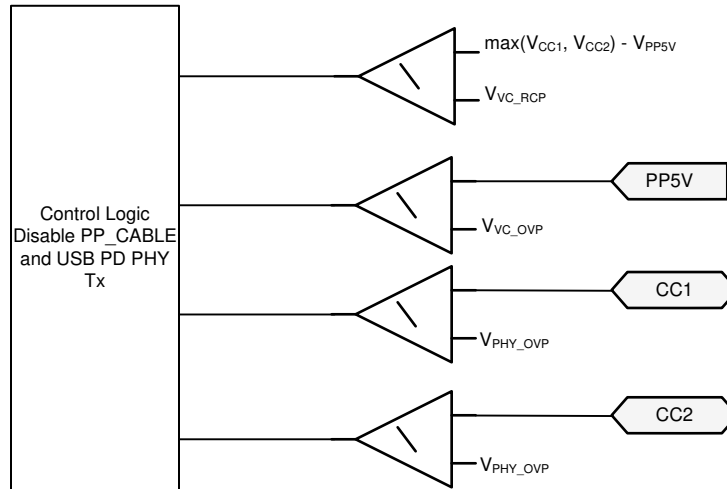 max(VCC1, VCC2) - VPP5V
VVC_RCP
PP5V
VVC_OVP
Control Logic
Disable PP_CABLE
and USB PD PHY
Tx
CC1
VPHY_OVP
CC2
VPHY_OVP